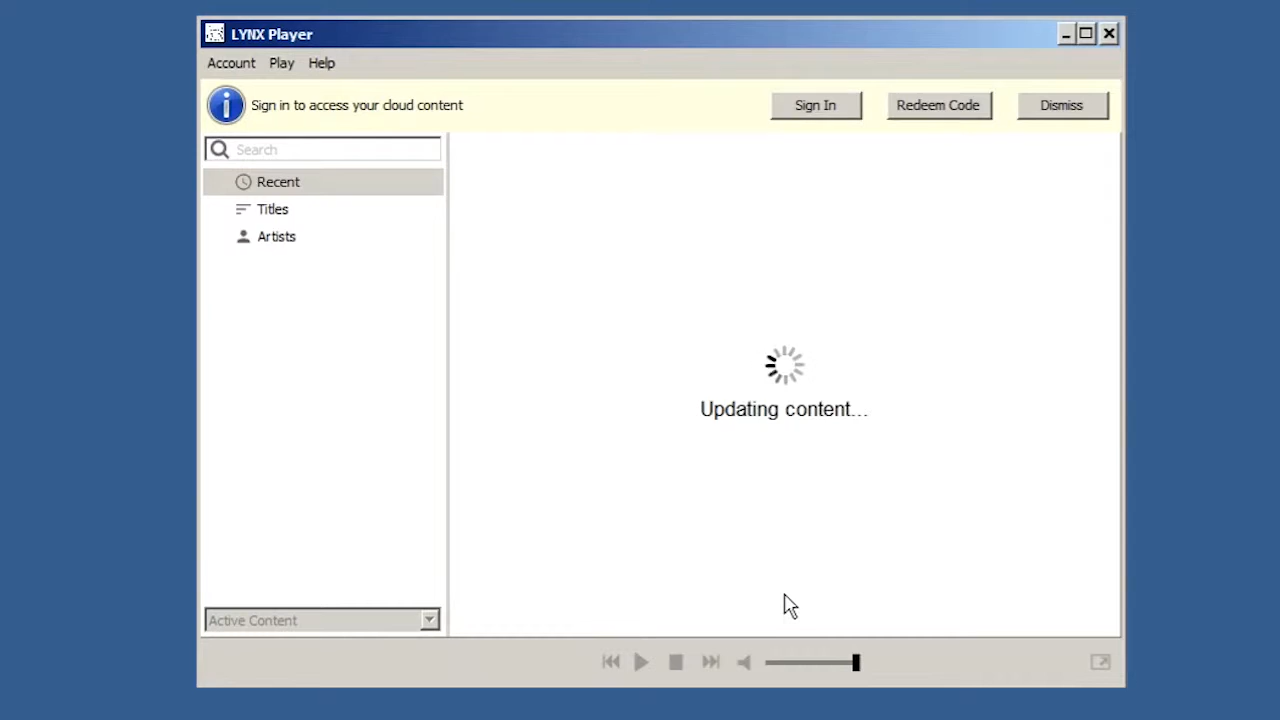 LYNX Player
Account Play Help
Sign in to access your cloud content Sign In Redeem Code Dismiss
Search
Recent
Titles
Artists
Updating content...
Active Content